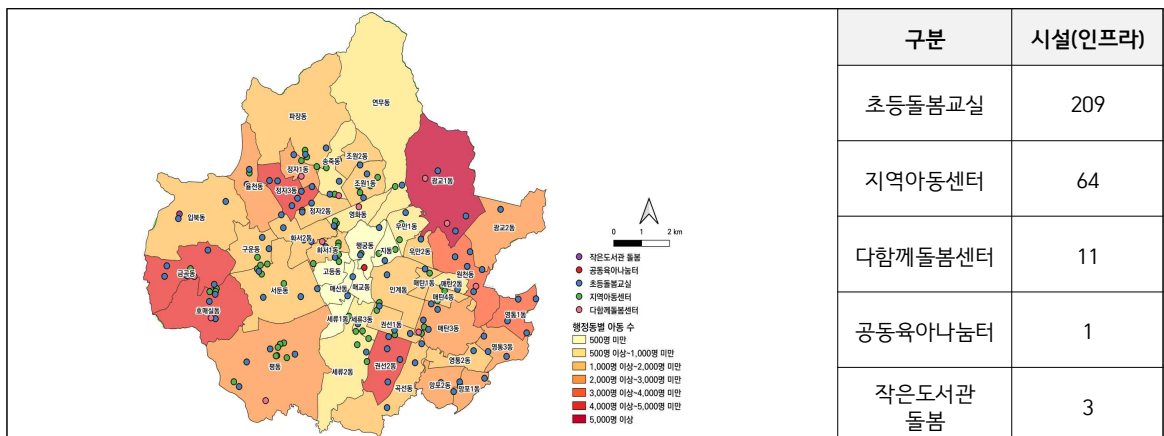 연무동
파장동
송죽동
조원2동
정자1동
조원1동
광교1동
율천동
정자3동
정자2동
영화동
입북동
우만1동
광교2동
화서2동
구운동
화서1동
행궁동
지동
우만2동
금곡동
고등동
원천동
서둔동
매산동
매교동
인계동
매탄1동
매탄2동
매탄4동
호매실동
세류1동
세류3동
권선1동
매탄3동
영통1동
평동
세류2동
권선2동
영통2동
영통3동
곡선동
망포2동
망포1동
0 1 2 km
작은도서관 돌봄
공동육아나눔터
초등돌봄교실
지역아동센터
다함께돌봄센터
행정동별 아동 수
500명 미만
500명 이상~1,000명 미만
1,000명 이상~2,000명 미만
2,000명 이상~3,000명 미만
3,000명 이상~4,000명 미만
4,000명 이상~5,000명 미만
5,000명 이상
구분 시설(인프라)
초등돌봄교실 209
지역아동센터 64
다함께돌봄센터 11
공동육아나눔터 1
작은도서관
돌봄 3